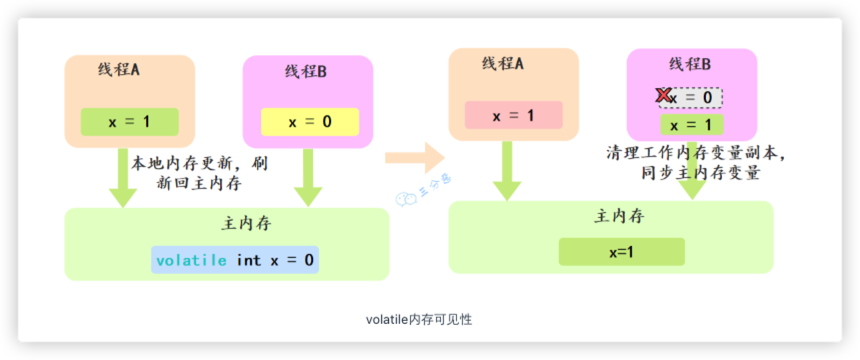 线程A
x = 1
线程B
x = 0
本地内存更新，刷
新回主内存
主内存
volatile int x = 0
线程A
x = 1
线程B
x = 0
x = 1
清理工作内存变量副本，
同步主内存变量
主内存
x=1
三分恶
volatile内存可见性